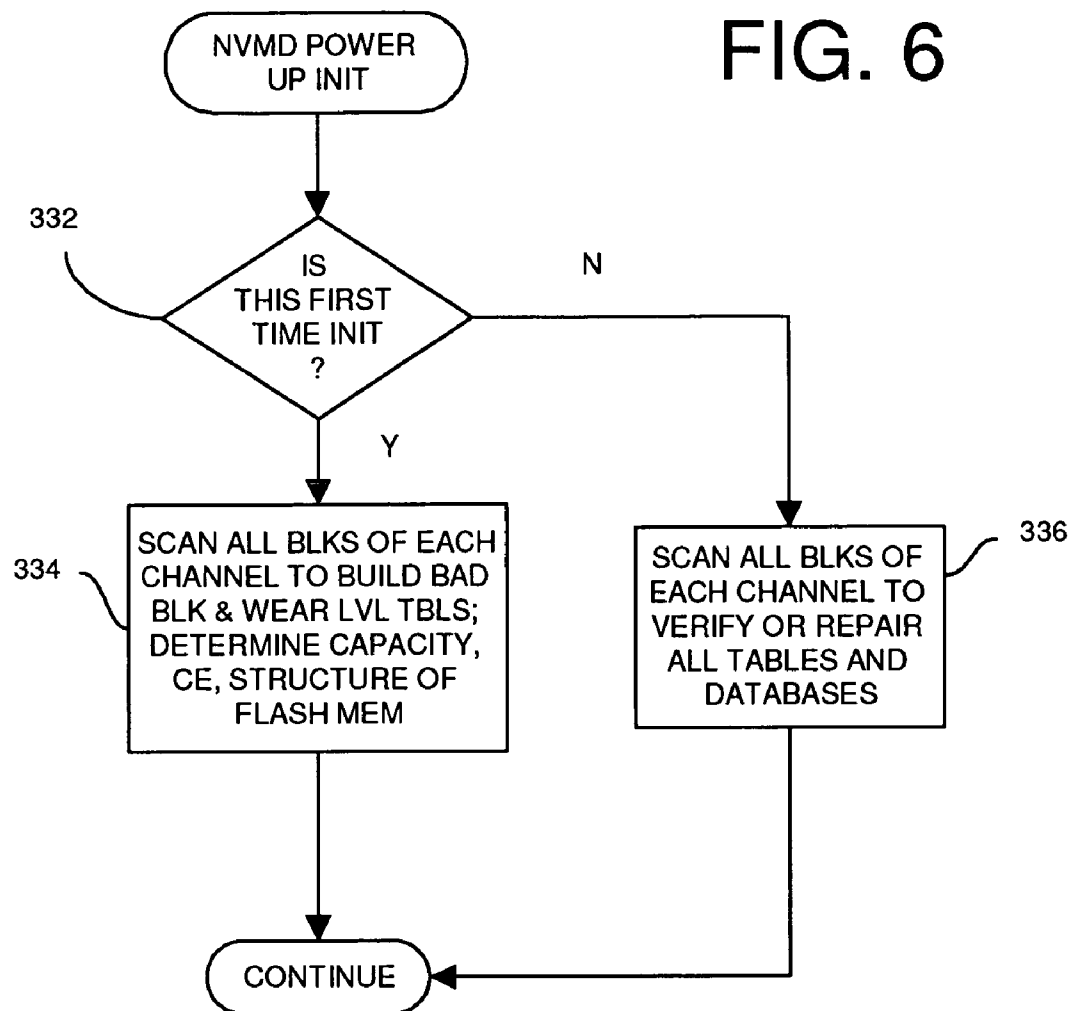 NVMD POWER
UP INIT
FIG. 6
332
IS
THIS FIRST
TIME INIT
?
N
Y
334
SCAN ALL BLKS OF EACH
CHANNEL TO BUILD BAD
BLK & WEAR LVL TBLS;
DETERMINE CAPACITY,
CE, STRUCTURE OF
FLASH MEM
SCAN ALL BLKS OF
EACH CHANNEL TO
VERIFY OR REPAIR
ALL TABLES AND
DATABASES
336
CONTINUE